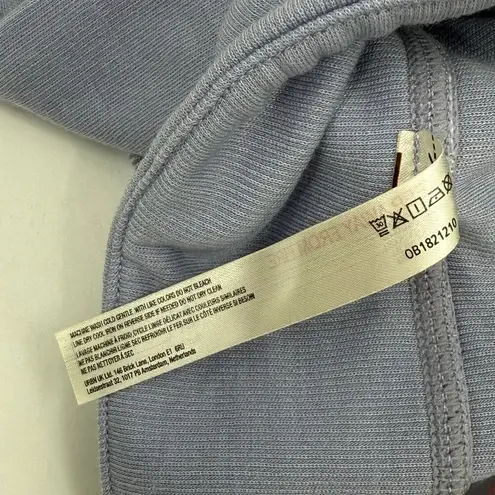 MACHINE WASH COLD GENTLE WITH LIKE COLORS DO NOT BLEACH
LINE DRY COOL IRON ON REVERSE SIDE IF NEEDED DO NOT DRY CLEAN
LAVAGE MACHINE À FROID CYCLE LINGE DÉLICAT AVEC COULEURS SIMILAIRES
NE PAS BLANCHIR LIGNE SEC REFROIDIR LE FER SUR LE CÔTÉ INVERSE SI BESOIN
NE PAS NETTOYER À SEC
URBN UK Ltd. 146 Brick Lane, London E1 6RU
Leidsestraat 32, 1017 PB Amsterdam, Netherlands
30
OB1821210